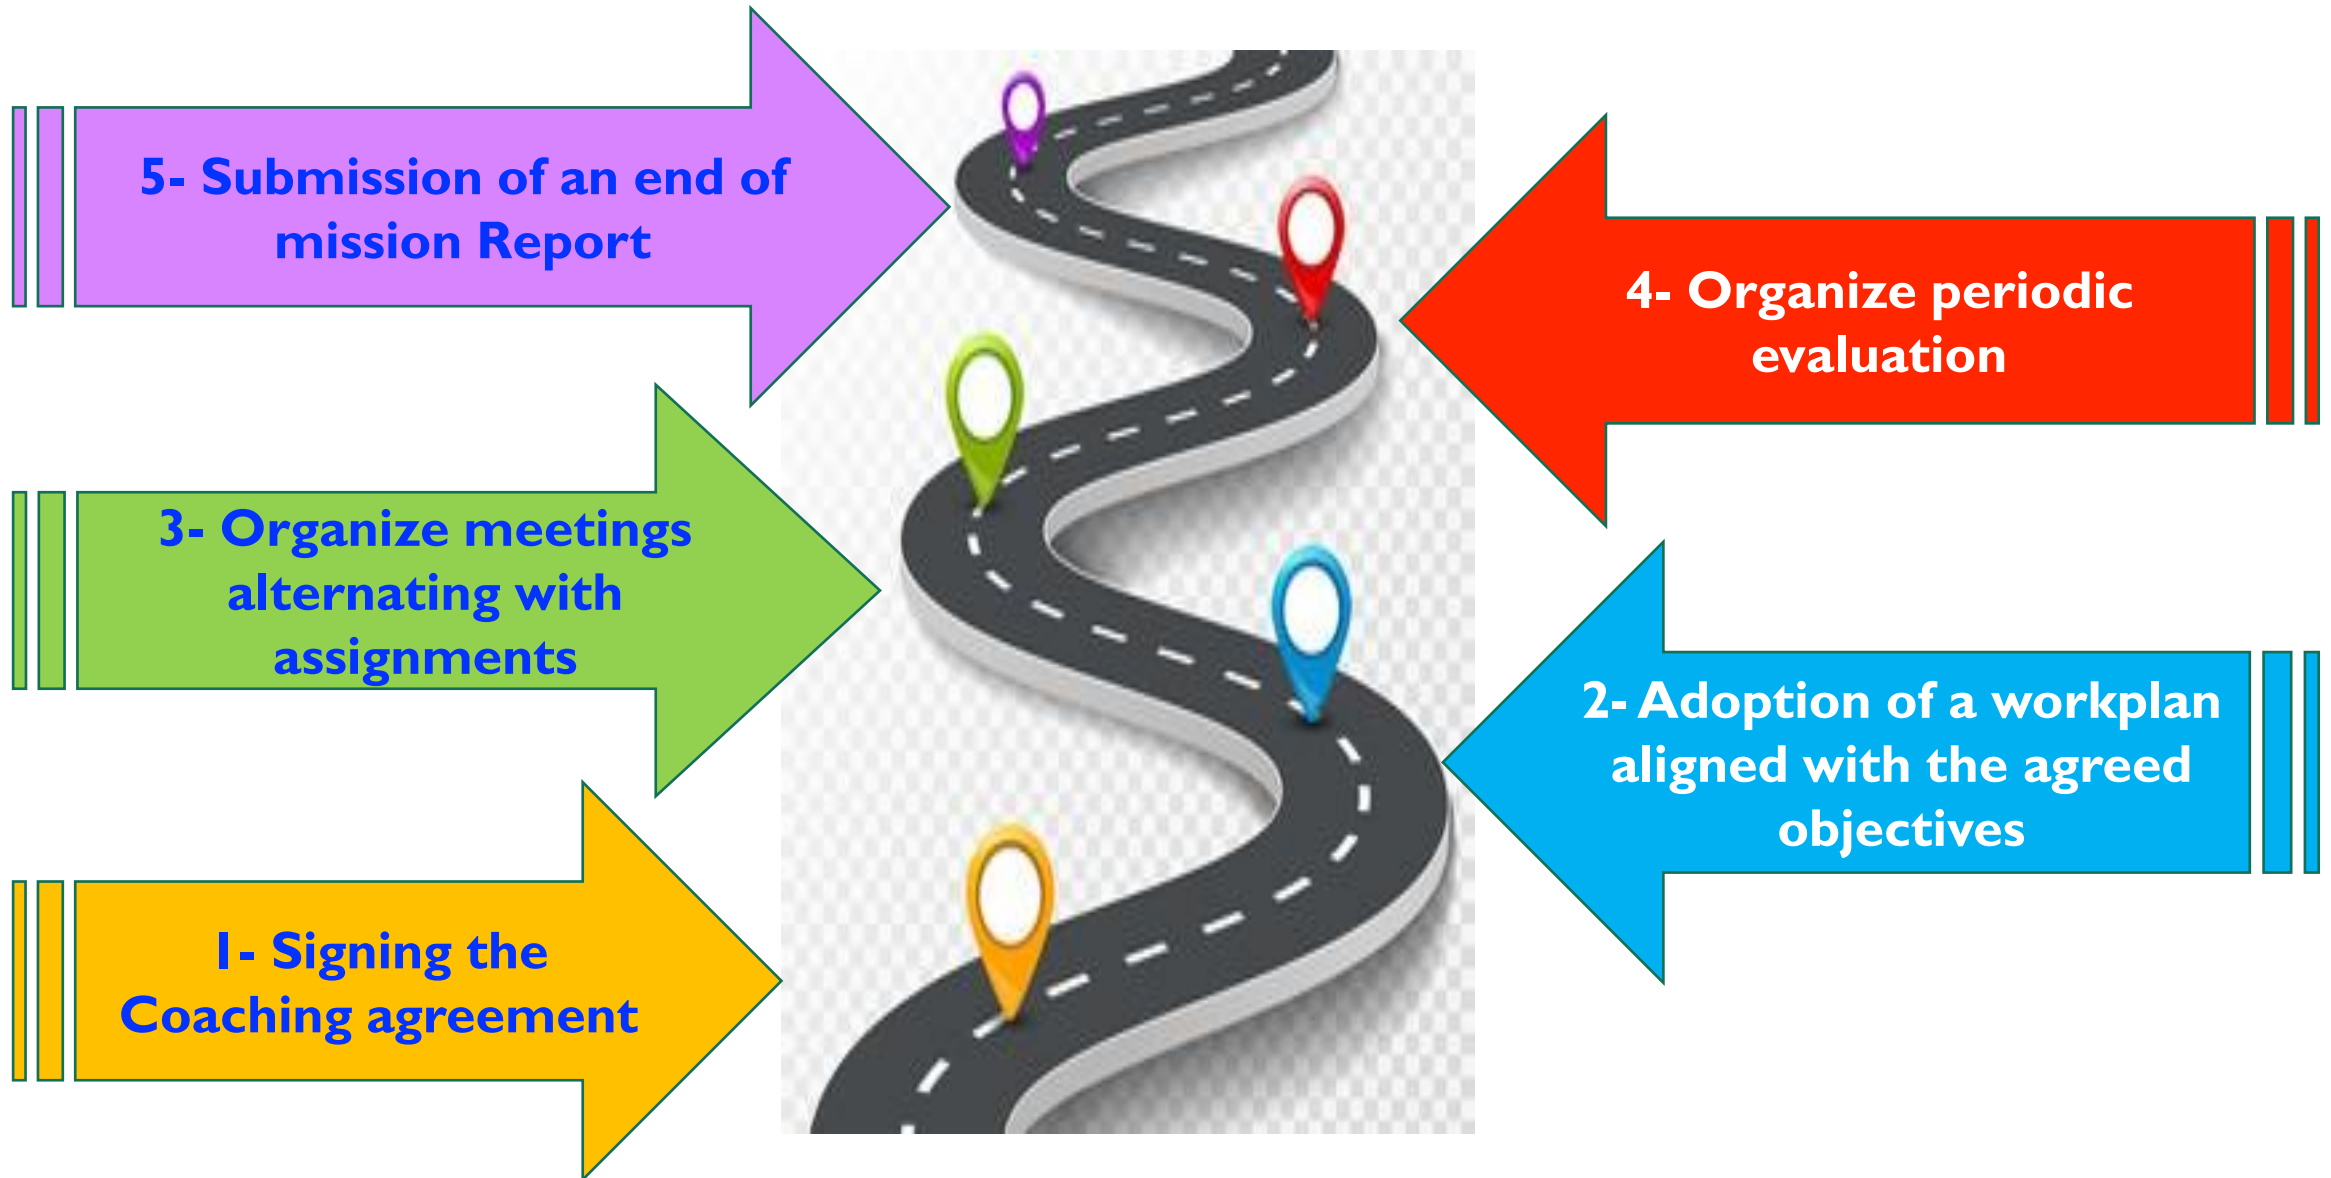 5- Submission of an end of
mission Report
4- Organize periodic
evaluation
3- Organize meetings
alternating with
assignments
2- Adoption of a workplan
aligned with the agreed
objectives
1- Signing the
Coaching agreement